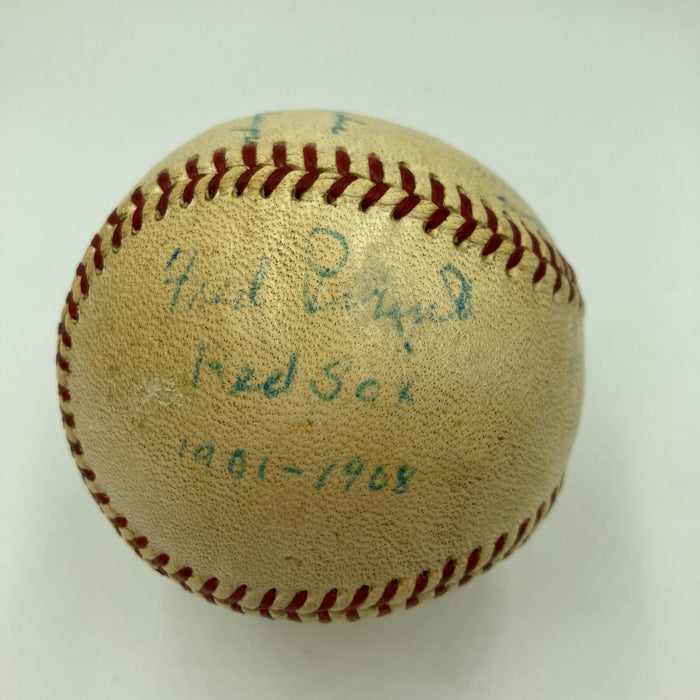 Fred Parent
Red Sox
1901-1908